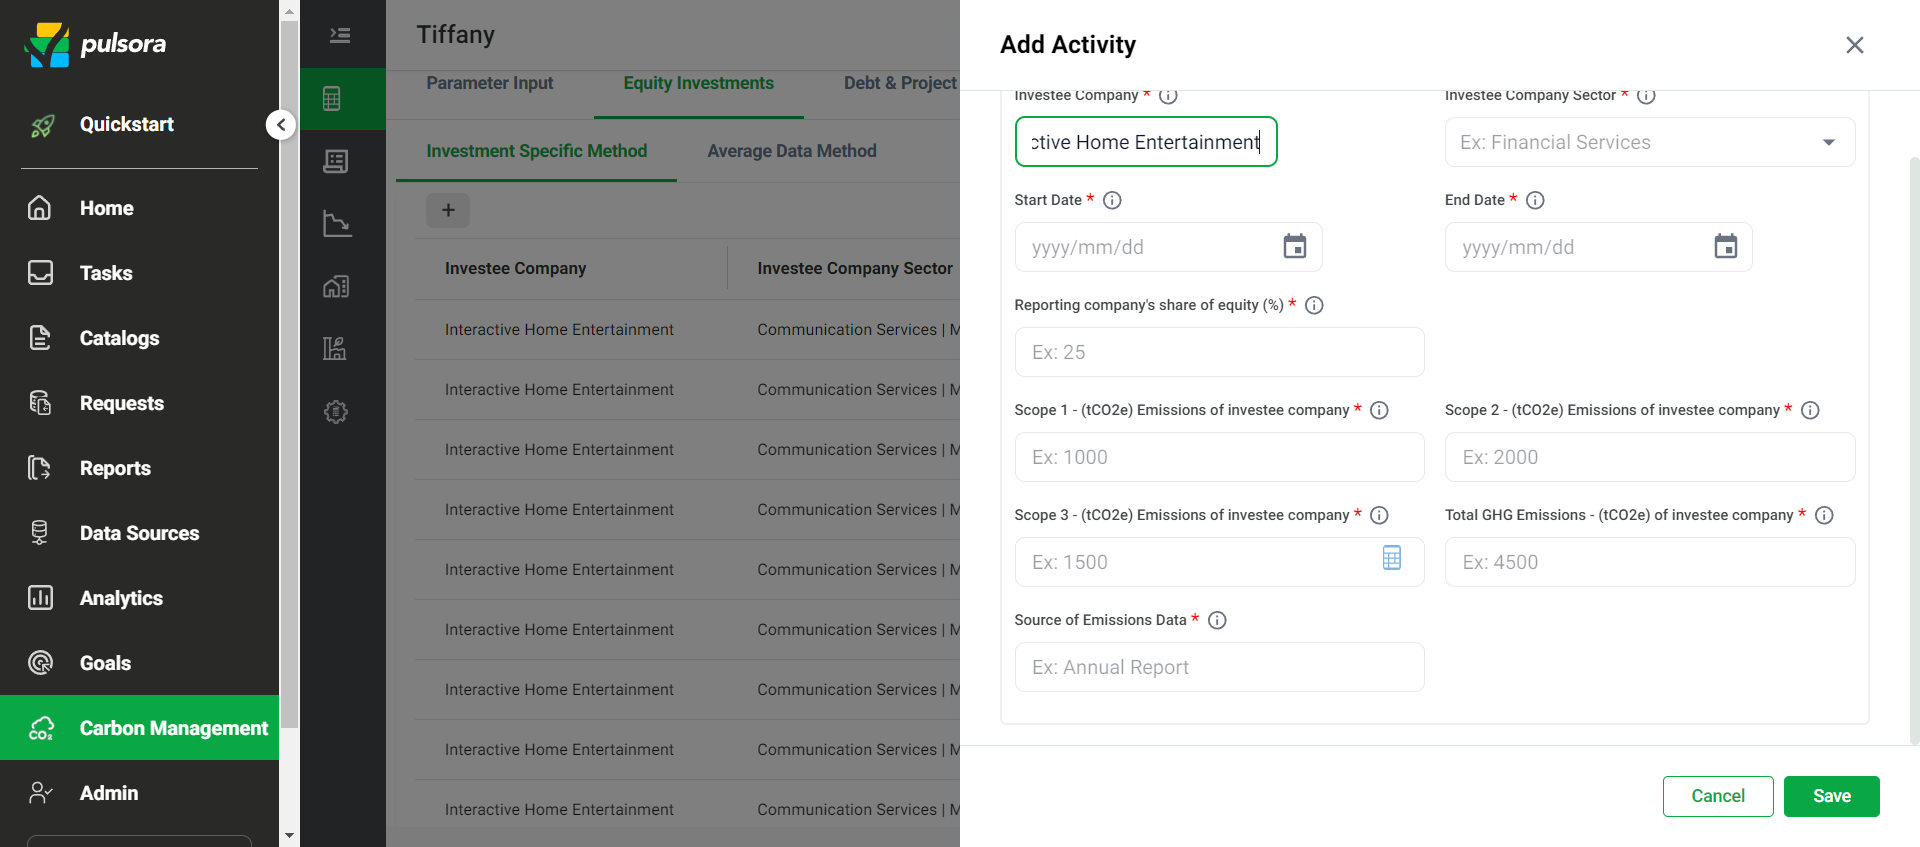 pulsora
Quickstart
Home
Tasks
Catalogs
Requests
Reports
Data Sources
Analytics
Goals
CO₂ Carbon Management
Admin
Tiffany
Parameter Input Equity Investments Debt & Project
Investment Specific Method Average Data Method
+
Investee Company Investee Company Sector
Interactive Home Entertainment Communication Services | M
Interactive Home Entertainment Communication Services | M
Interactive Home Entertainment Communication Services | M
Interactive Home Entertainment Communication Services | M
Interactive Home Entertainment Communication Services | M
Interactive Home Entertainment Communication Services | M
Interactive Home Entertainment Communication Services | M
Interactive Home Entertainment Communication Services | M
Interactive Home Entertainment Communication Services | M
Add Activity
Investee Company * Investee Company Sector *
ctive Home Entertainment Ex: Financial Services
Start Date * End Date *
yyyy/mm/dd yyyy/mm/dd
Reporting company's share of equity (%) *
Ex: 25
Scope 1 - (tCO2e) Emissions of investee company * Scope 2 - (tCO2e) Emissions of investee company *
Ex: 1000 Ex: 2000
Scope 3 - (tCO2e) Emissions of investee company * Total GHG Emissions - (tCO2e) of investee company *
Ex: 1500 Ex: 4500
Source of Emissions Data *
Ex: Annual Report
Cancel Save